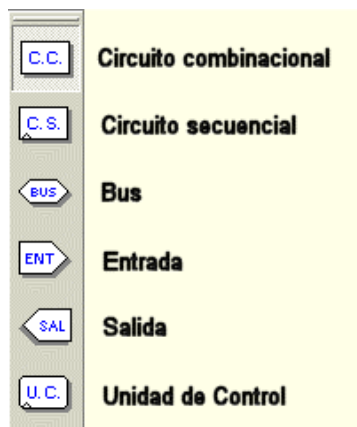 C.C. Circuito combinacional
C.S. Circuito secuencial
BUS Bus
ENT Entrada
SAL Salida
U.C. Unidad de Control